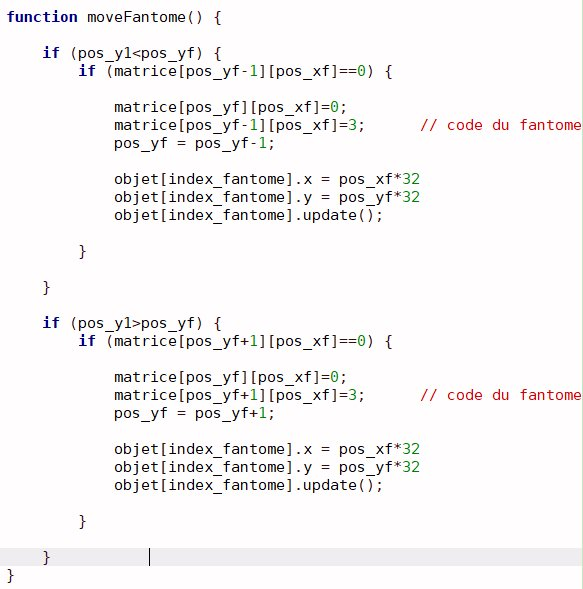 function moveFantome() {
if (pos_y1<pos_yf) {
if (matrice[pos_yf-1][pos_xf]==0) {
matrice[pos_yf][pos_xf]=0;
matrice[pos_yf-1][pos_xf]=3; // code du fantome
pos_yf = pos_yf-1;
objet[index_fantome].x = pos_xf*32
objet[index_fantome].y = pos_yf*32
objet[index_fantome].update();
}
}
if (pos_y1>pos_yf) {
if (matrice[pos_yf+1][pos_xf]==0) {
matrice[pos_yf][pos_xf]=0;
matrice[pos_yf+1][pos_xf]=3; // code du fantome
pos_yf = pos_yf+1;
objet[index_fantome].x = pos_xf*32
objet[index_fantome].y = pos_yf*32
objet[index_fantome].update();
}
}
}